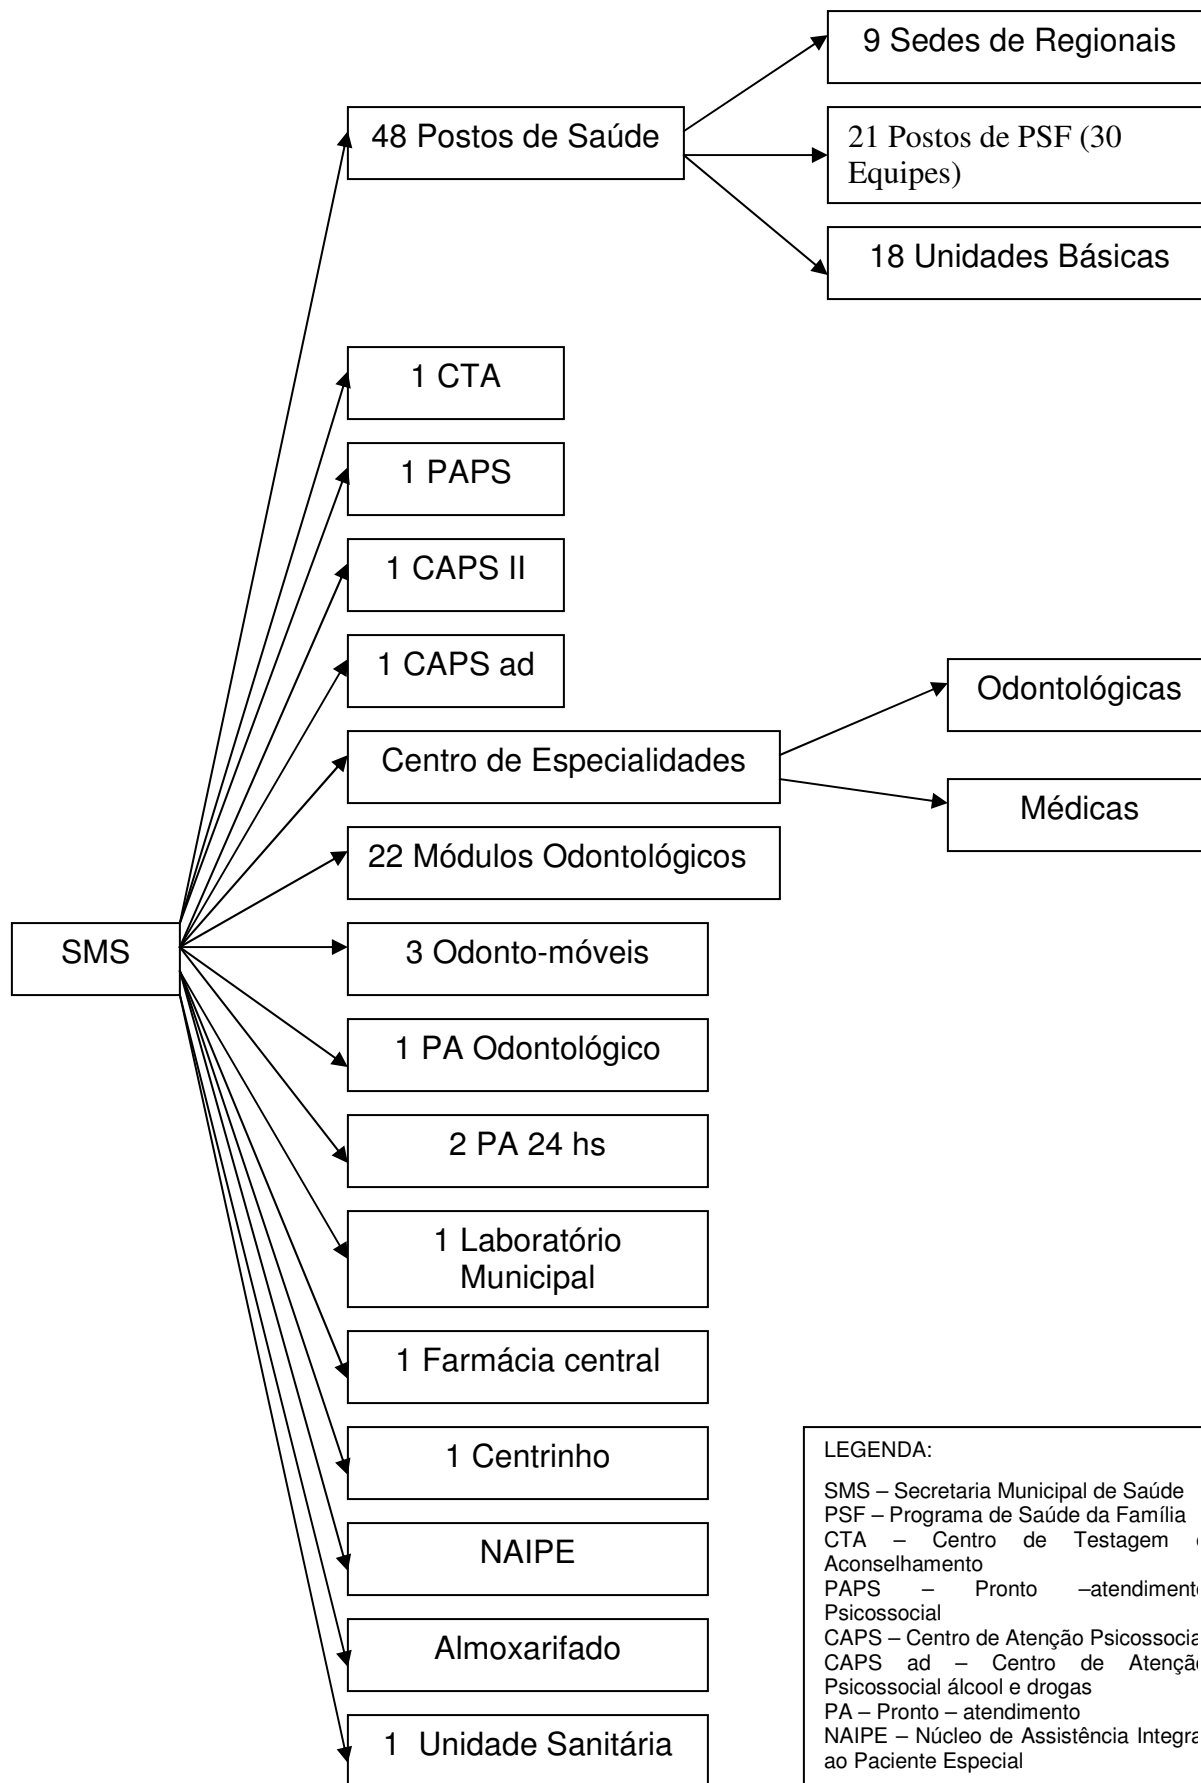 9 Sedes de Regionais
48 Postos de Saúde
21 Postos de PSF (30
Equipes)
18 Unidades Básicas
1 CTA
1 PAPS
1 CAPS II
1 CAPS ad
Odontológicas
Centro de Especialidades
Médicas
22 Módulos Odontológicos
SMS
3 Odonto-móveis
1 PA Odontológico
2 PA 24 hs
1 Laboratório
Municipal
1 Farmácia central
1 Centrinho
NAIPE
Almoxarifado
1 Unidade Sanitária
LEGENDA:
SMS – Secretaria Municipal de Saúde
PSF – Programa de Saúde da Família
CTA – Centro de Testagem
Aconselhamento
PAPS – Pronto –atendimento
Psicossocial
CAPS – Centro de Atenção Psicossocial
CAPS ad – Centro de Atenção
Psicossocial álcool e drogas
PA – Pronto – atendimento
NAIPE – Núcleo de Assistência Integral
ao Paciente Especial